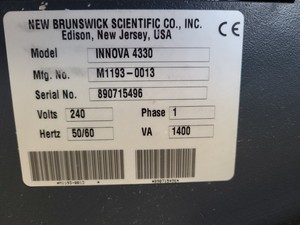 NEW BRUNSWICK SCIENTIFIC CO., INC.
Edison, New Jersey, USA
Model INNOVA 4330
Mfg. No. M1193-0013
Serial No. 890715496
Volts 240 Phase 1
Hertz 50/60 VA 1400